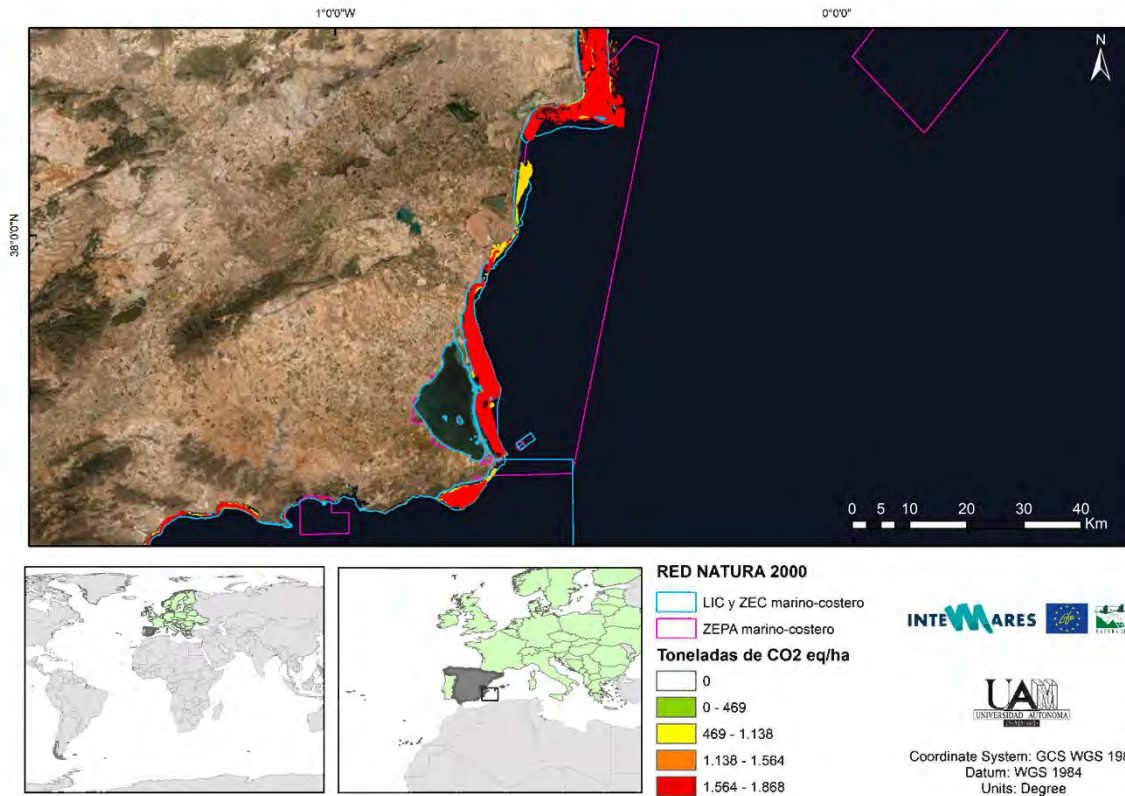 1°0'0"W
0°0'0"
N
38°0'0"N
0 5 10 20 30 40
Km
RED NATURA 2000
LIC y ZEC marino-costero
ZEPA marino-costero
Toneladas de CO2 eq/ha
0
0 - 469
469 - 1.138
1.138 - 1.564
1.564 - 1.868
INTEMARES
Life
UAM
UNIVERSIDAD AUTONOMA
Coordinate System: GCS WGS 198
Datum: WGS 1984
Units: Degree